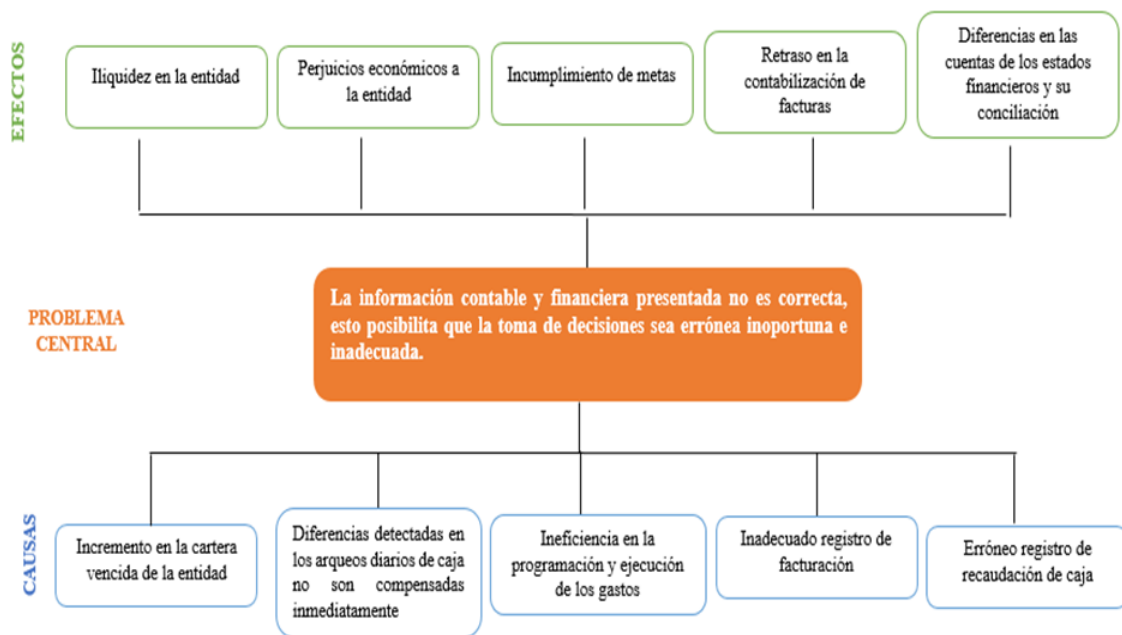 EFECTOS
Iliquidez en la entidad
Perjuicios económicos a
la entidad
Incumplimiento de metas
Retraso en la
contabilización de
facturas
Diferencias en las
cuentas de los estados
financieros y su
conciliación
PROBLEMA
CENTRAL
La información contable y financiera presentada no es correcta,
esto posibilita que la toma de decisiones sea errónea inoportuna e
inadecuada.
CAUSAS
Incremento en la cartera
vencida de la entidad
Diferencias detectadas en
los arqueos diarios de caja
no son compensadas
inmediatamente
Ineficiencia en la
programación y ejecución
de los gastos
Inadecuado registro de
facturación
Erróneo registro de
recaudación de caja